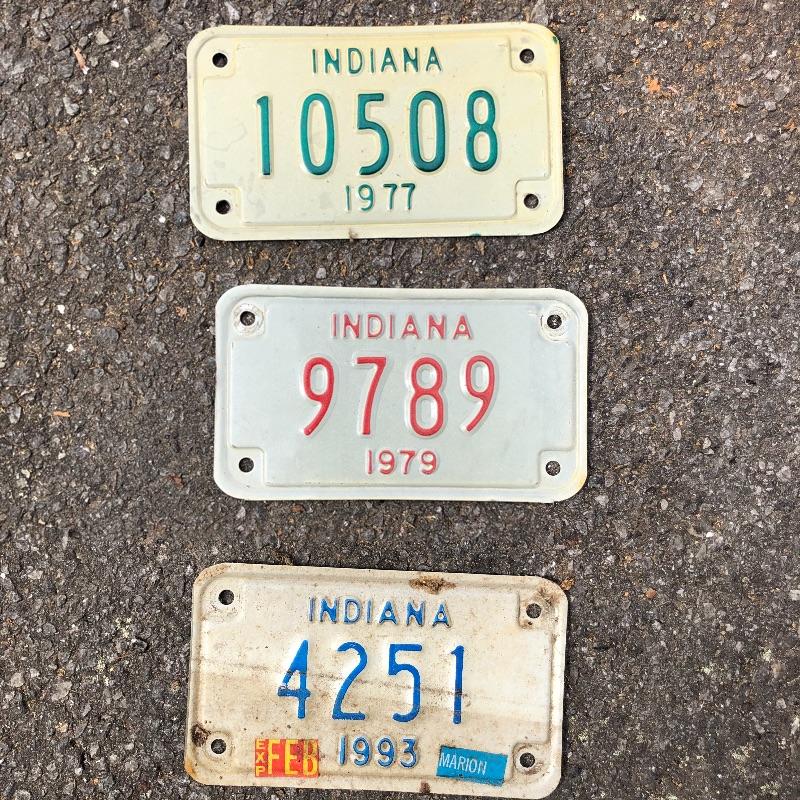 INDIANA
10508
1977
INDIANA
9789
1979
INDIANA
4251
EXP FEB 1993 MARION